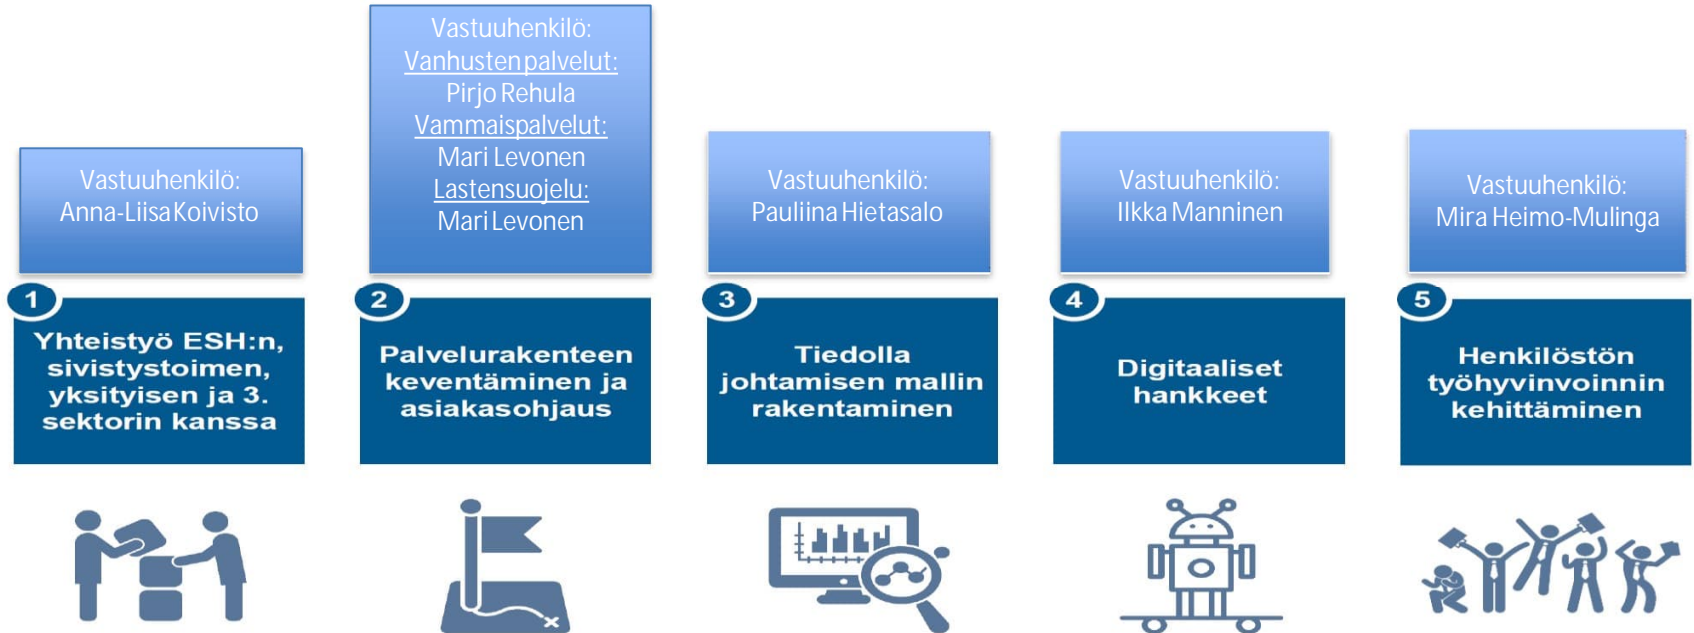 Vastuuhenkilö:
Anna-Liisa Koivisto
1
Yhteistyö ESH:n,
sivistystoimen,
yksityisen ja 3.
sektorin kanssa
Vastuuhenkilö:
Vanhusten palvelut:
Pirjo Rehula
Vammaispalvelut:
Mari Levonen
Lastensuojelu:
Mari Levonen
2
Palvelurakenteen
keventäminen ja
asiakasohjaus
Vastuuhenkilö:
Pauliina Hietasalo
3
Tiedolla
johtamisen mallin
rakentaminen
Vastuuhenkilö:
Ilkka Manninen
4
Digitaaliset
hankkeet
Vastuuhenkilö:
Mira Heimo-Mulinga
5
Henkilöstön
työhyvinvoinnin
kehittäminen